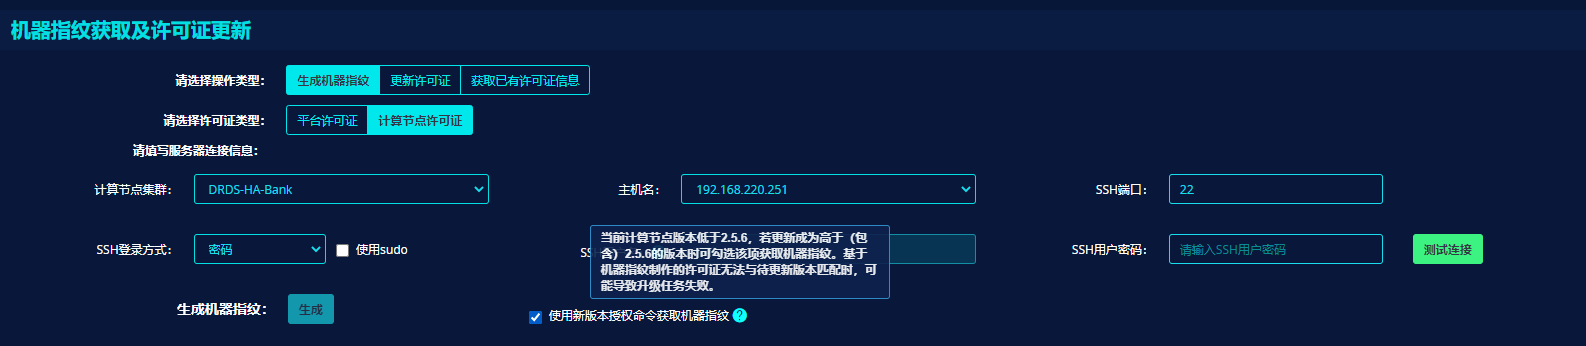 机器指纹获取及许可证更新
请选择操作类型： 生成机器指纹 更新许可证 获取已有许可证信息
请选择许可证类型： 平台许可证 计算节点许可证
请填写服务器连接信息：
计算节点集群： DRDS-HA-Bank 主机名： 192.168.220.251 SSH端口： 22
SSH登录方式： 密码 使用sudo SSH用户密码： 请输入SSH用户密码 测试连接
当前计算节点版本低于2.5.6，若更新成为高于（包
含）2.5.6的版本时可勾选该项获取机器指纹。基于
机器指纹制作的许可证无法与待更新版本匹配时，可
能导致升级任务失败。
生成机器指纹： 生成 使用新版本授权命令获取机器指纹 ?